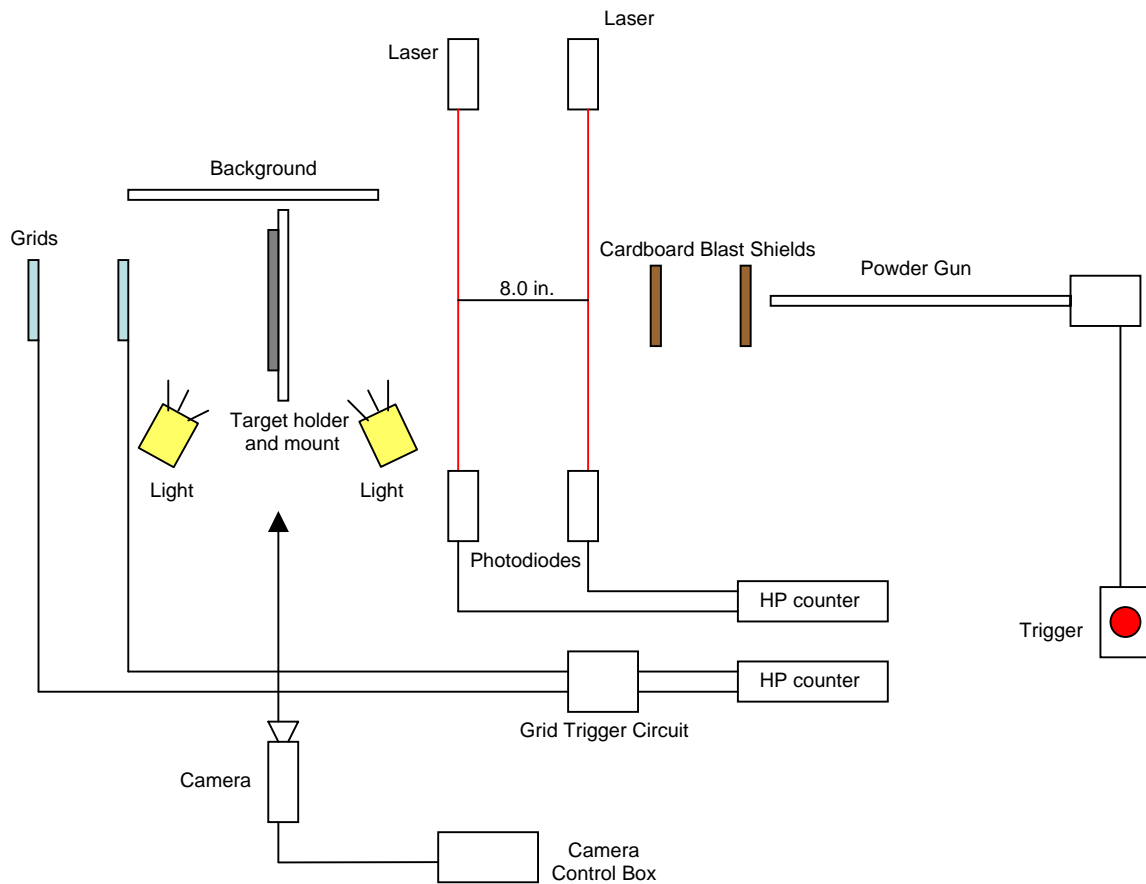 Laser
Laser
Background
Grids
Cardboard Blast Shields
Powder Gun
8.0 in.
Target holder
and mount
Light
Light
Photodiodes
HP counter
Trigger
HP counter
Grid Trigger Circuit
Camera
Camera
Control Box